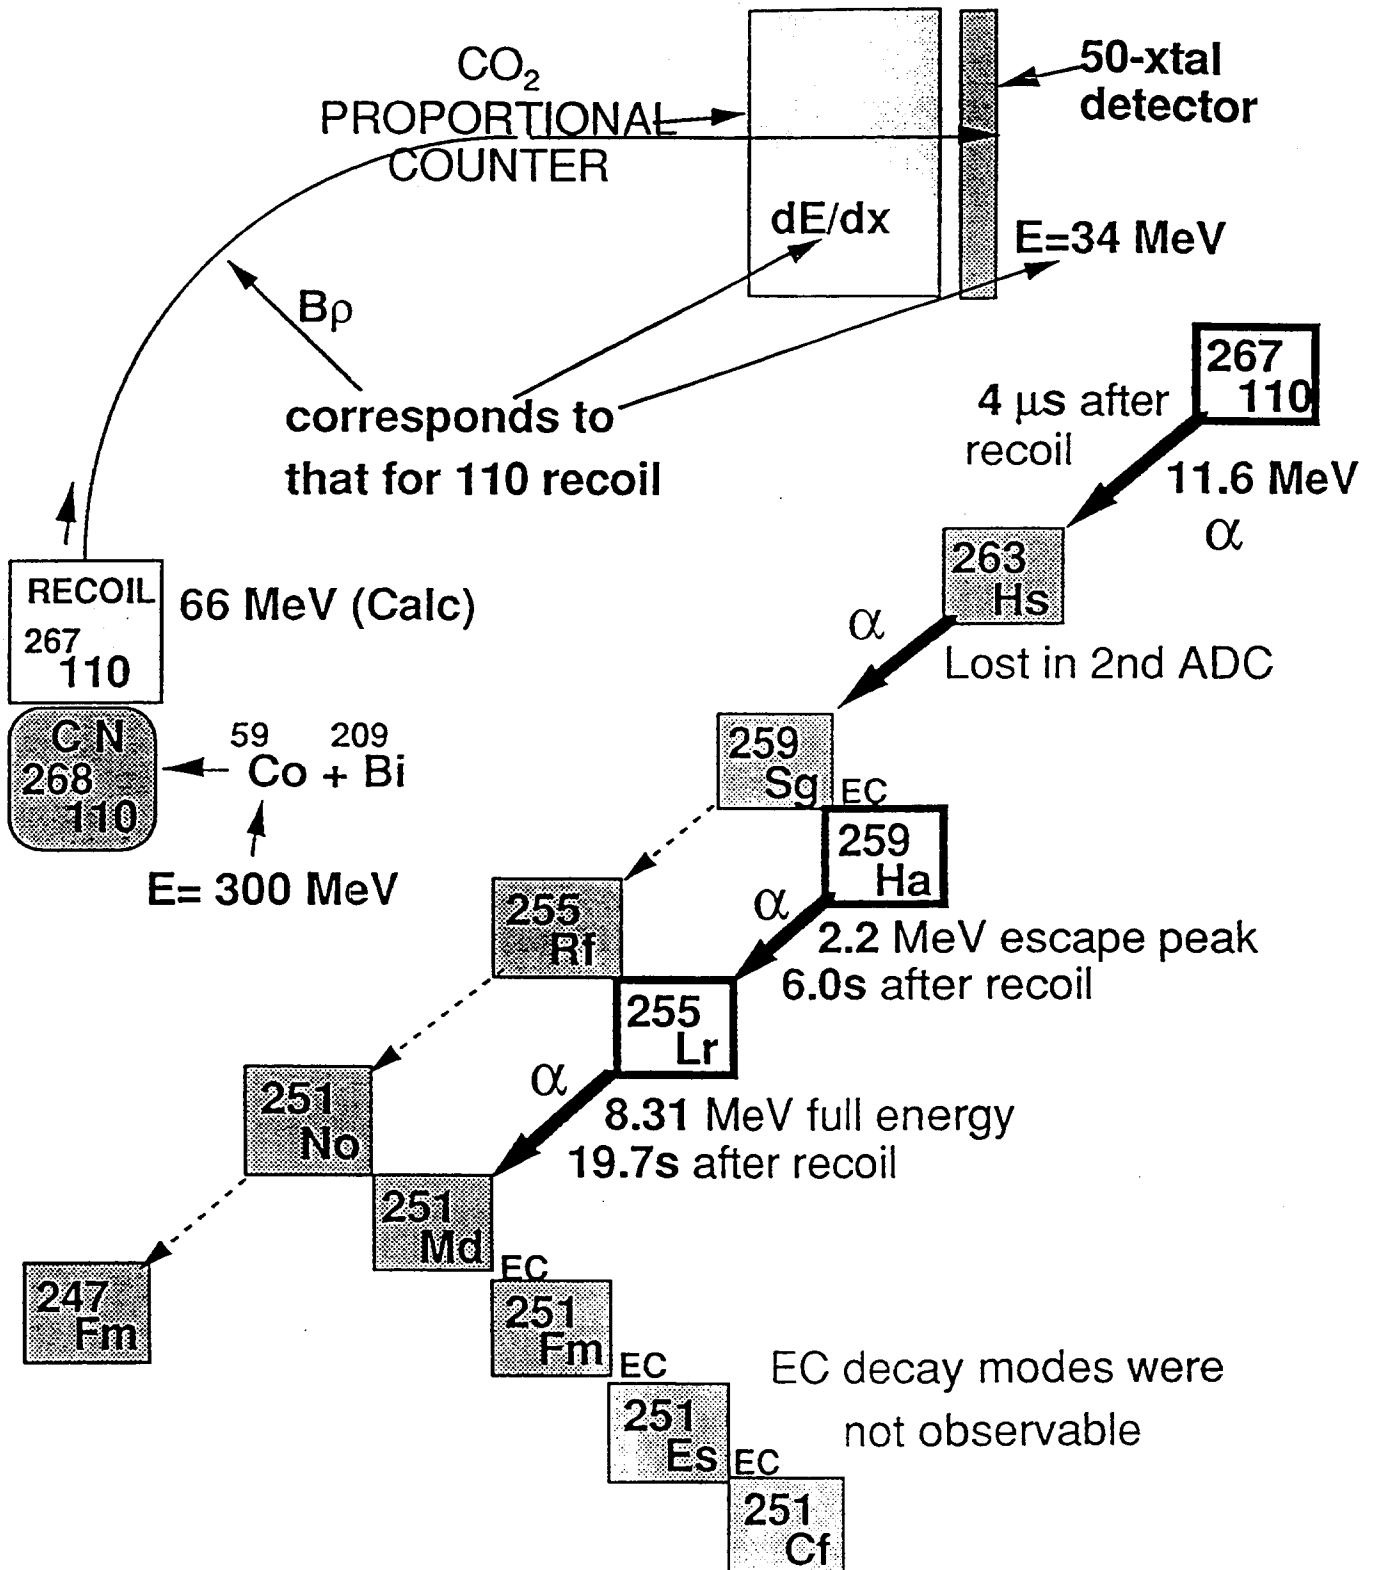 CO₂
PROPORTIONAL
COUNTER
50-xtal
detector
dE/dx
E=34 MeV
Bρ
corresponds to
that for 110 recoil
267
110
4 μs after
recoil
11.6 MeV
α
263
Hs
α
Lost in 2nd ADC
RECOIL
267
110
66 MeV (Calc)
C N
268
110
59 209
Co + Bi
E= 300 MeV
259
Sg
EC
259
Ha
α
2.2 MeV escape peak
6.0s after recoil
255
Rf
255
Lr
α
8.31 MeV full energy
19.7s after recoil
251
No
251
Md
EC
247
Fm
251
Fm
EC
251
Es
EC
251
Cf
EC decay modes were
not observable